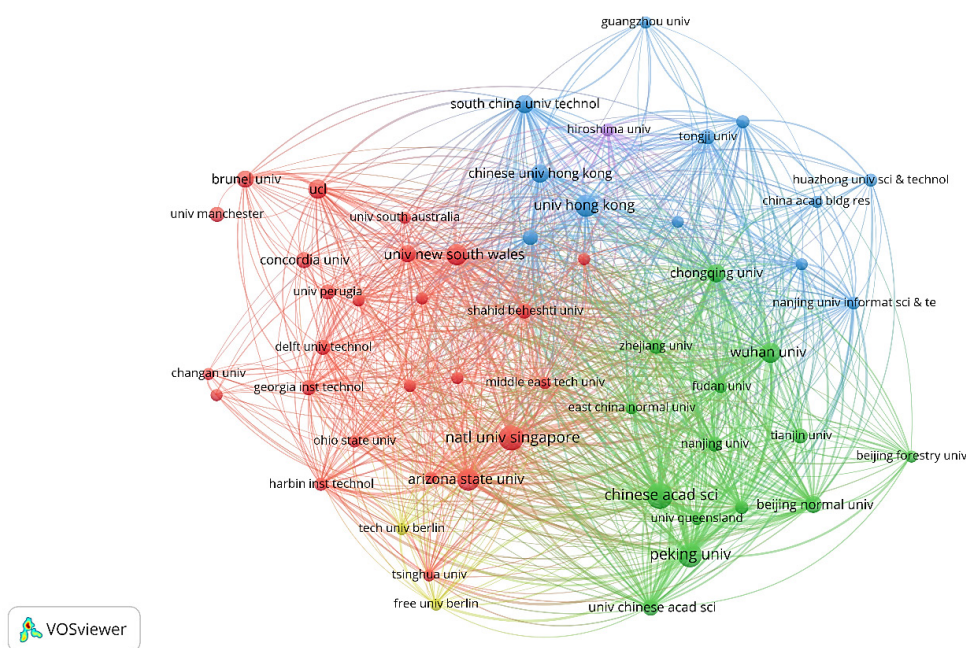 guangzhou univ
south china univ technol
hiroshima univ
tongji univ
chinese univ hong kong
brunel univ
ucl
huazhong univ sci & technol
china acad bldg res
univ hong kong
univ manchester
univ south australia
univ new south wales
concordia univ
chongqing univ
univ perugia
nanjing univ informat sci & te
shahid beheshti univ
delft univ technol
zhejiang univ
wuhan univ
changan univ
georgia inst technol
middle east tech univ
fudan univ
east china normal univ
natl univ singapore
ohio state univ
nanjing univ
tianjin univ
beijing forestry univ
arizona state univ
harbin inst technol
chinese acad sci
beijing normal univ
univ queensland
tech univ berlin
peking univ
tsinghua univ
free univ berlin
univ chinese acad sci
VOSviewer